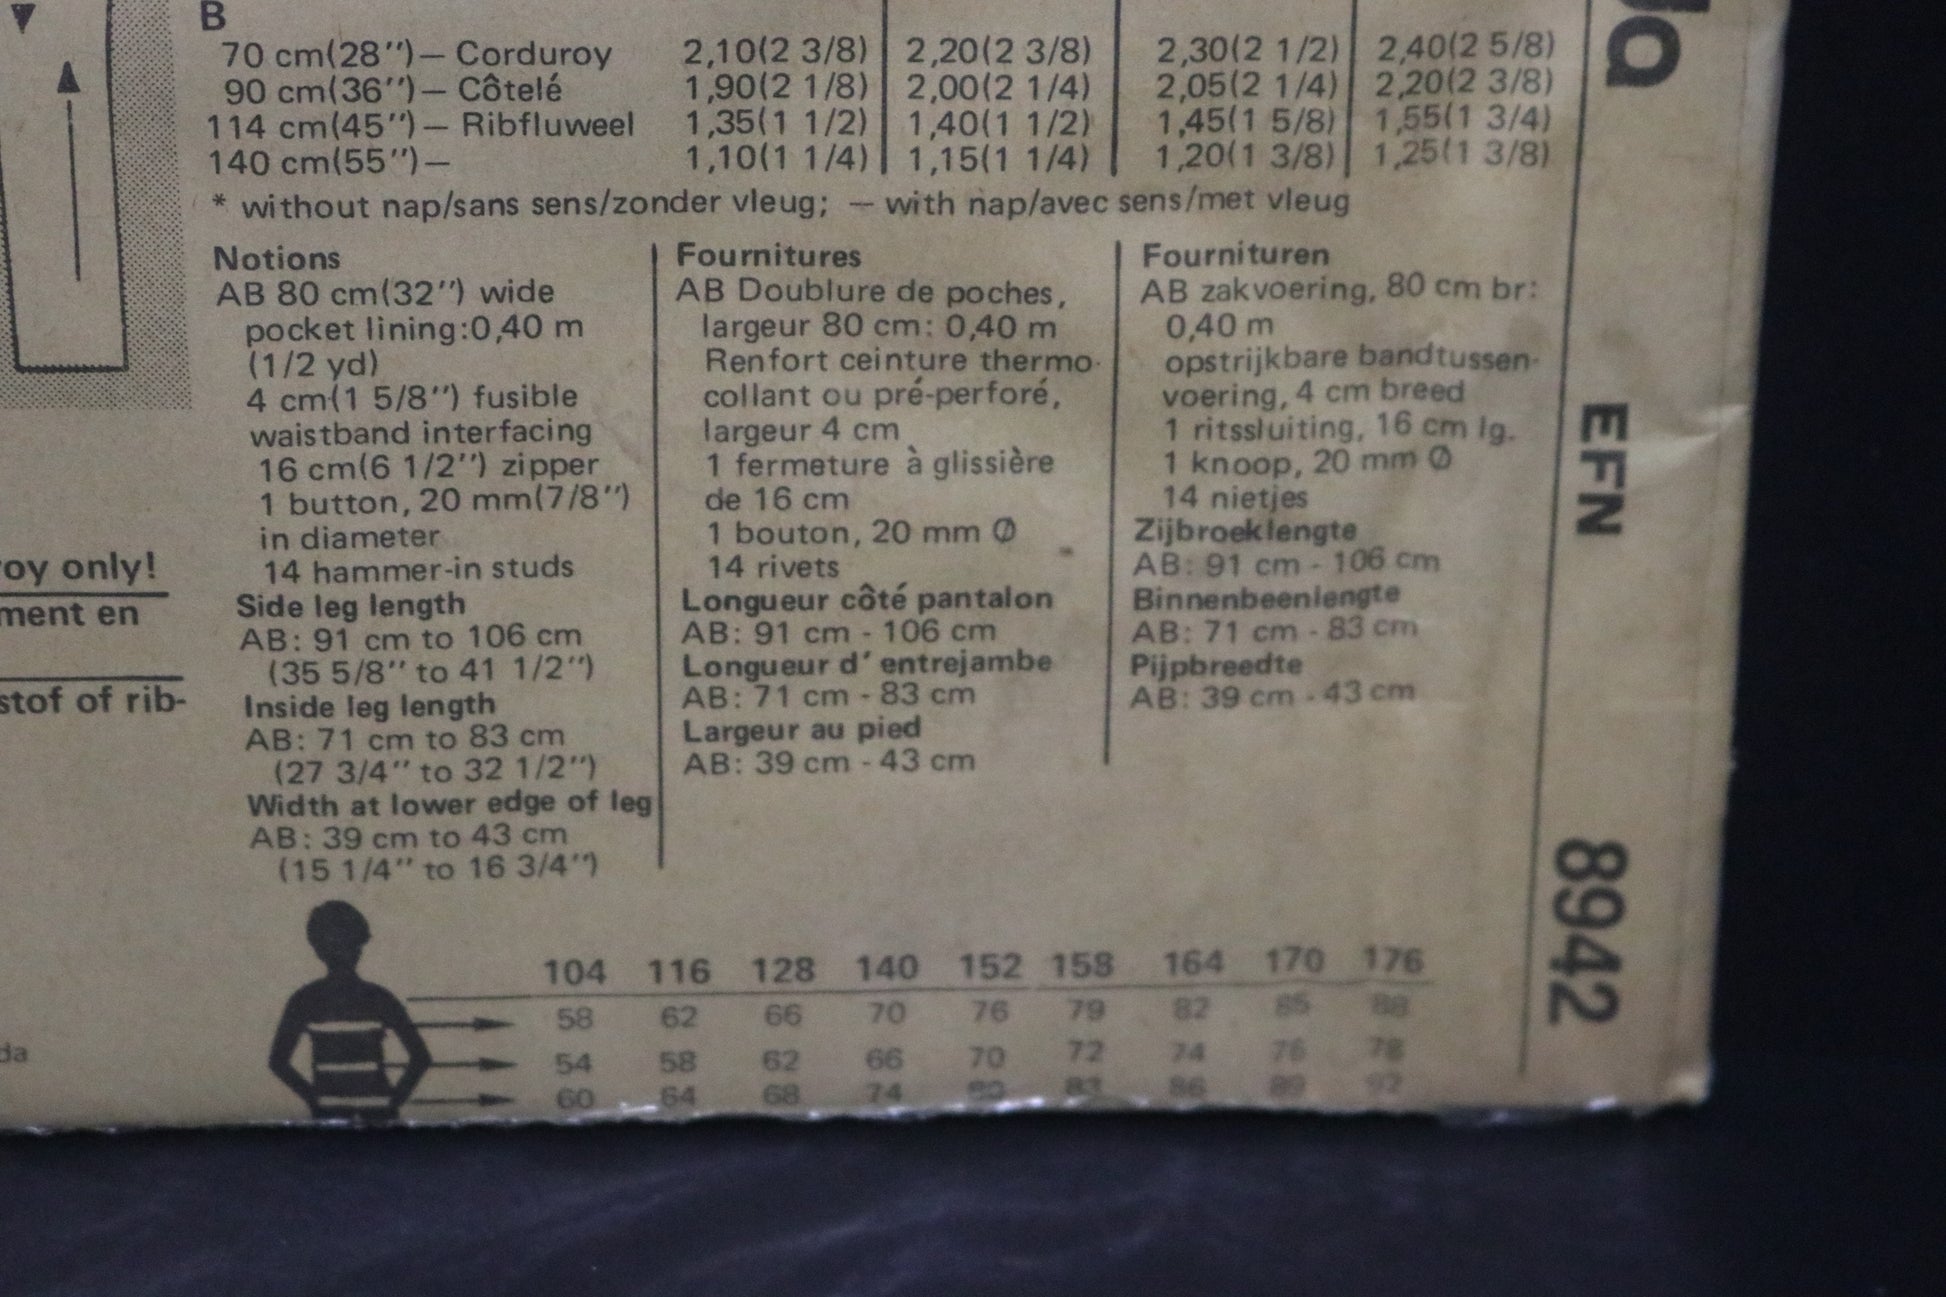 B
70 cm(28")— Corduroy 2,10(2 3/8) 2,20(2 3/8) 2,30(2 1/2) 2,40(2 5/8)
90 cm(36")— Côtelé 1,90(2 1/8) 2,00(2 1/4) 2,05(2 1/4) 2,20(2 3/8)
114 cm(45")— Ribfluweel 1,35(1 1/2) 1,40(1 1/2) 1,45(1 5/8) 1,55(1 3/4)
140 cm(55")— 1,10(1 1/4) 1,15(1 1/4) 1,20(1 3/8) 1,25(1 3/8)
* without nap/sans sens/zonder vleug; — with nap/avec sens/met vleug
Notions
AB 80 cm(32") wide
pocket lining:0,40 m
(1/2 yd)
4 cm(1 5/8") fusible
waistband interfacing
16 cm(6 1/2") zipper
1 button, 20 mm(7/8")
in diameter
14 hammer-in studs
Side leg length
AB: 91 cm to 106 cm
(35 5/8" to 41 1/2")
Inside leg length
AB: 71 cm to 83 cm
(27 3/4" to 32 1/2")
Width at lower edge of leg
AB: 39 cm to 43 cm
(15 1/4" to 16 3/4")
Fournitures
AB Doublure de poches,
largeur 80 cm: 0,40 m
Renfort ceinture thermo-
collant ou pré-perforé,
largeur 4 cm
1 fermeture à glissière
de 16 cm
1 bouton, 20 mm Ø
14 rivets
Longueur côté pantalon
AB: 91 cm - 106 cm
Longueur d' entrejambe
AB: 71 cm - 83 cm
Largeur au pied
AB: 39 cm - 43 cm
Fournituren
AB zakvoering, 80 cm br:
0,40 m
opstrijkbare bandtussen-
voering, 4 cm breed
1 ritssluiting, 16 cm lg.
1 knoop, 20 mm Ø
14 nietjes
Zijbroeklengte
AB: 91 cm - 106 cm
Binnenbeenlengte
AB: 71 cm - 83 cm
Pijpbreedte
AB: 39 cm - 43 cm
oy only!
ment en
stof of rib-
da
104 116 128 140 152 158 164 170 176
58 62 66 70 76 79 82 85 88
54 58 62 66 70 72 74 76 78
60 64 68 74 80 83 86 89 92
EFN
8942